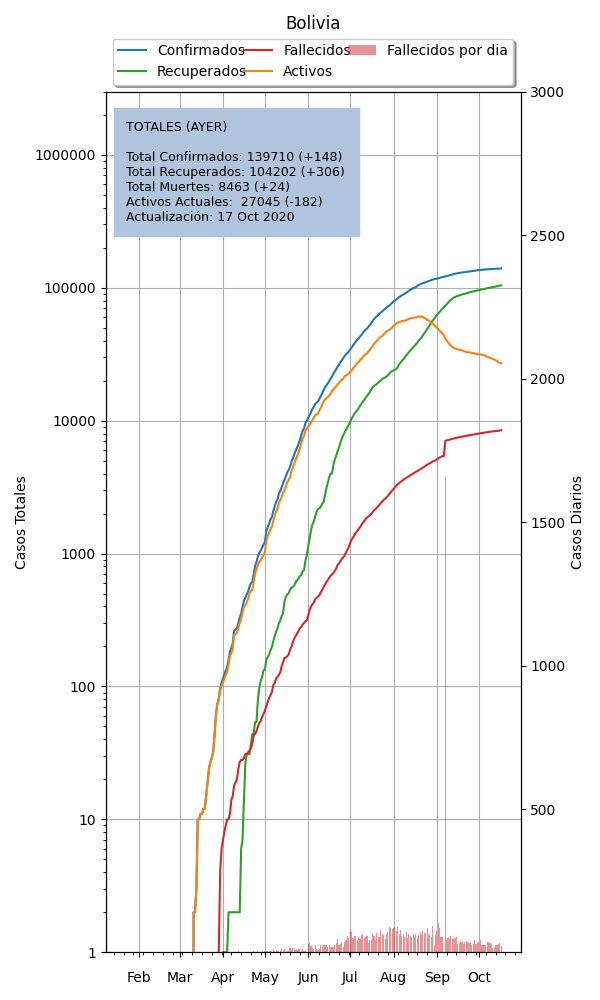 Bolivia
Confirmados
Fallecidos
Fallecidos por dia
Recuperados
Activos
TOTALES (AYER)
Total Confirmados: 139710 (+148)
Total Recuperados: 104202 (+306)
Total Muertes: 8463 (+24)
Activos Actuales:  27045 (-182)
Actualización: 17 Oct 2020
1000000
100000
10000
1000
100
10
1
Casos Totales
3000
2500
2000
1500
1000
500
Casos Diarios
Feb Mar Apr May Jun Jul Aug Sep Oct